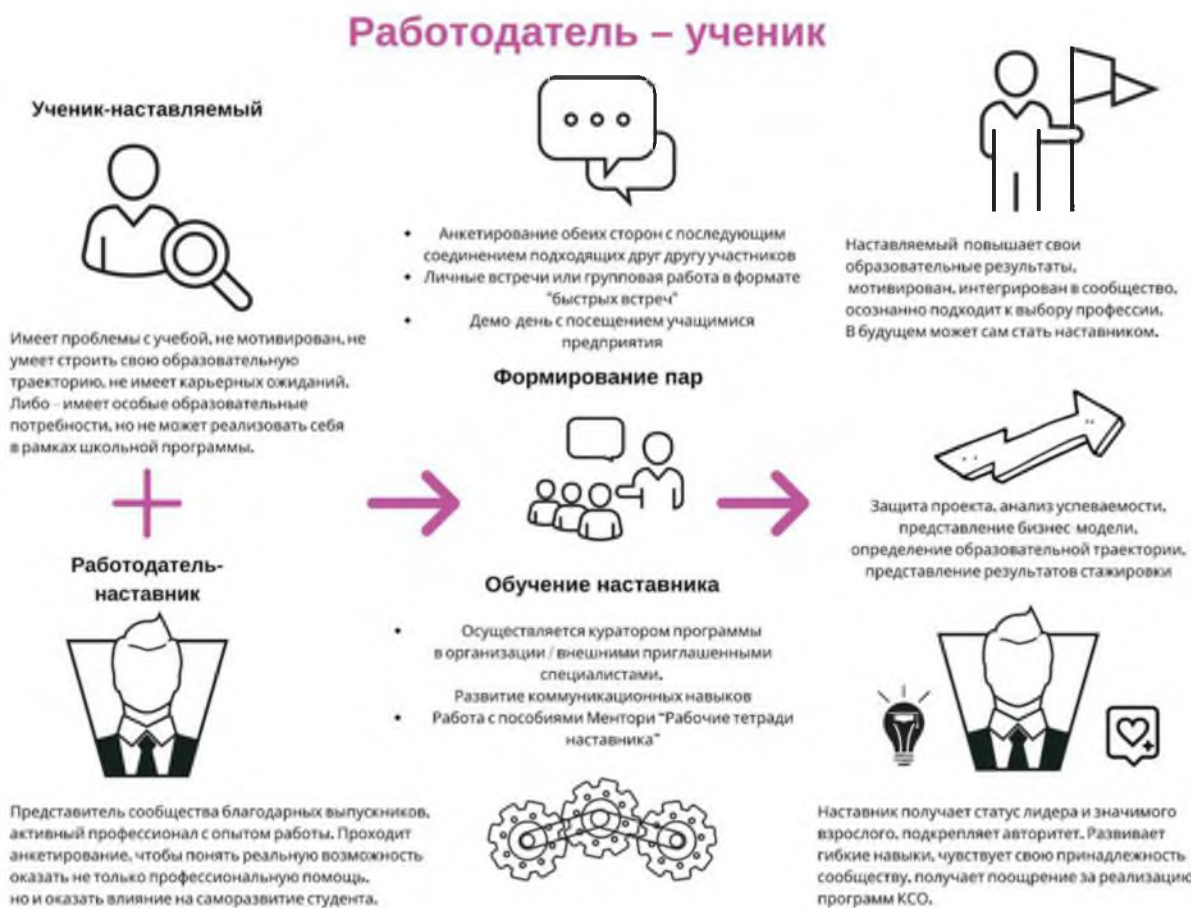 Работодатель – ученик
Ученик-наставляемый
Имеет проблемы с учебой, не мотивирован, не
умеет строить свою образовательную
траекторию, не имеет карьерных ожиданий.
Либо - имеет особые образовательные
потребности, но не может реализовать себя
в рамках школьной программы.
Работодатель-
наставник
Представитель сообщества благодарных выпускников,
активный профессионал с опытом работы. Проходит
анкетирование, чтобы понять реальную возможность
оказать не только профессиональную помощь,
но и оказать влияние на саморазвитие студента.
• Анкетирование обеих сторон с последующим
соединением подходящих друг другу участников
• Личные встречи или групповая работа в формате
"быстрых встреч"
• Демо-день с посещением учащимися
предприятия
Формирование пар
Обучение наставника
• Осуществляется куратором программы
в организации / внешними приглашенными
специалистами.
Развитие коммуникационных навыков
• Работа с пособиями Ментори "Рабочие тетради
наставника"
Наставляемый повышает свои
образовательные результаты,
мотивирован, интегрирован в сообщество,
осознанно подходит к выбору профессии.
В будущем может сам стать наставником.
Защита проекта, анализ успеваемости,
представление бизнес-модели,
определение образовательной траектории,
представление результатов стажировки
Наставник получает статус лидера и значимого
взрослого, подкрепляет авторитет. Развивает
гибкие навыки, чувствует свою принадлежность
сообществу, получает поощрение за реализацию
программ КСО.